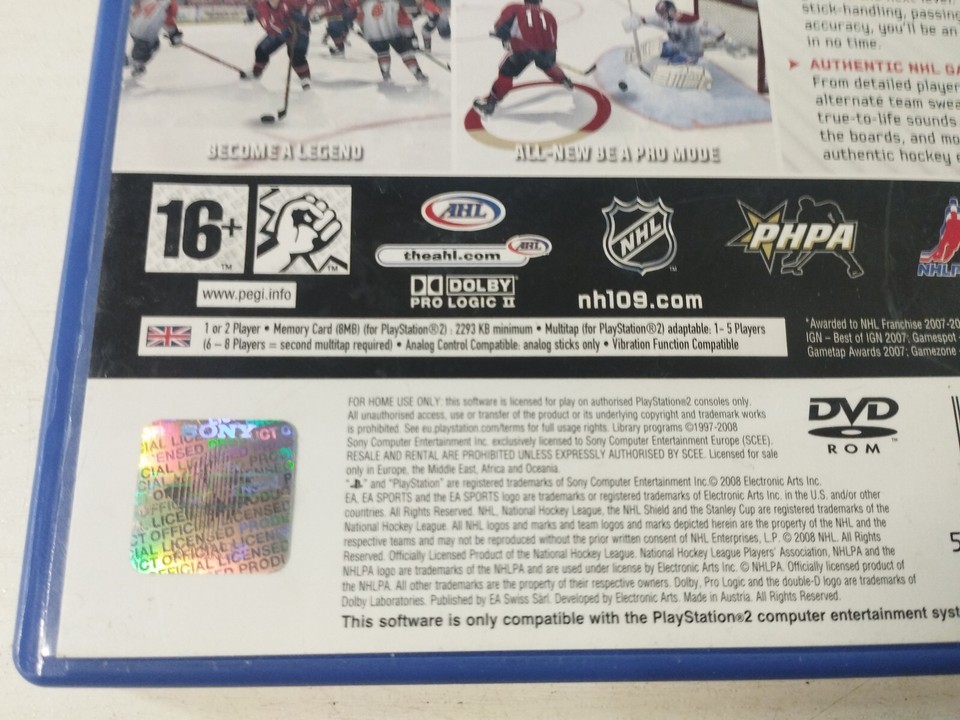 stick-handling, passing
accuracy, you'll be an
in no time.
AUTHENTIC NHL GA
From detailed player
alternate team swea
true-to-life sounds
the boards, and mo
authentic hockey e
11
BECOME A LEGEND
ALL-NEW BE A PRO MODE
16+ ™
™
www.pegi.info
AHL
theahl.com AHL
DOLBY
PRO LOGIC II
NHL ™
nhl09.com
PHPA
NHLP
1 or 2 Player • Memory Card (8MB) (for PlayStation®2) : 2293 KB minimum • Multitap (for PlayStation®2) adaptable: 1- 5 Players
(6 – 8 Players = second multitap required) • Analog Control Compatible: analog sticks only • Vibration Function Compatible
*Awarded to NHL Franchise 2007-20
IGN – Best of IGN 2007; Gamespot
Gametap Awards 2007; Gamezone
SONY
OFFICIAL LICENSED PRODUCT
FOR HOME USE ONLY: this software is licensed for play on authorised PlayStation®2 consoles only.
All unauthorised access, use or transfer of the product or its underlying copyright and trademark works
is prohibited. See eu.playstation.com/terms for full usage rights. Library programs ©1997-2008
Sony Computer Entertainment Inc. exclusively licensed to Sony Computer Entertainment Europe (SCEE).
RESALE AND RENTAL ARE PROHIBITED UNLESS EXPRESSLY AUTHORISED BY SCEE. Licensed for sale
only in Europe, the Middle East, Africa and Oceania.
" " and "PlayStation" are registered trademarks of Sony Computer Entertainment Inc.© 2008 Electronic Arts Inc.
EA, EA SPORTS and the EA SPORTS logo are trademarks or registered trademarks of Electronic Arts Inc. in the U.S. and/or other
countries. All Rights Reserved. NHL, National Hockey League, the NHL Shield and the Stanley Cup are registered trademarks of the
National Hockey League. All NHL logos and marks and team logos and marks depicted herein are the property of the NHL and the
respective teams and may not be reproduced without the prior written consent of NHL Enterprises, L.P. © 2008 NHL. All Rights
Reserved. Officially Licensed Product of the National Hockey League. National Hockey League Players' Association, NHLPA and the
NHLPA logo are trademarks of the NHLPA and are used under license by Electronic Arts Inc. © NHLPA. Officially licensed product of
the NHLPA. All other trademarks are the property of their respective owners. Dolby, Pro Logic and the double-D logo are trademarks of
Dolby Laboratories. Published by EA Swiss Sàrl. Developed by Electronic Arts. Made in Austria. All Rights Reserved.
This software is only compatible with the PlayStation®2 computer entertainment syst
DVD
ROM ™
5